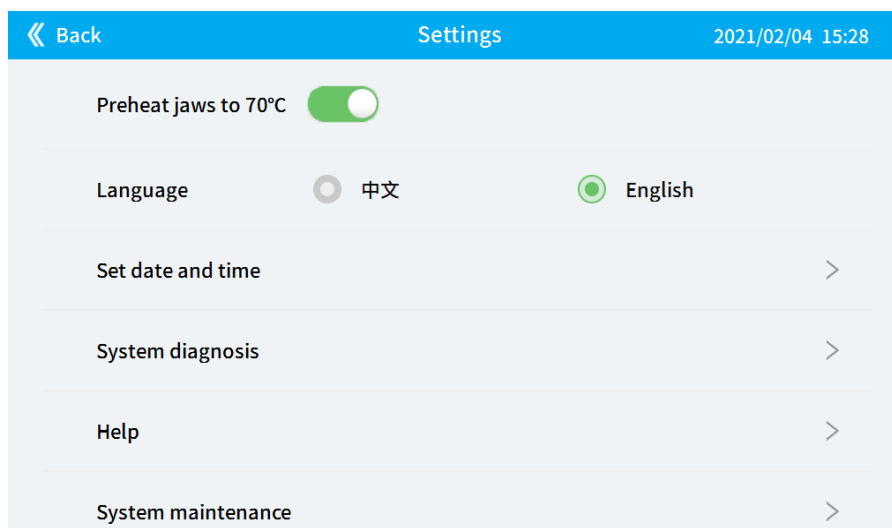 Back Settings 2021/02/04 15:28
Preheat jaws to 70℃
Language 中文 English
Set date and time
System diagnosis
Help
System maintenance